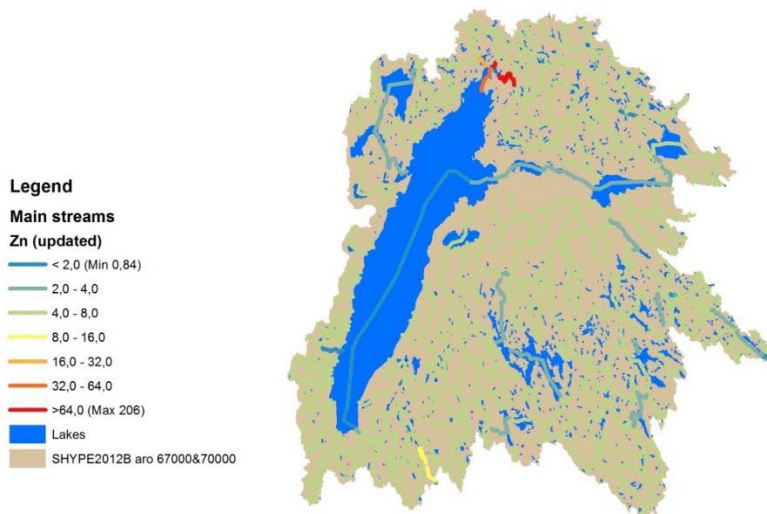 Legend
Main streams
Zn (updated)
< 2,0 (Min 0,84)
2,0 - 4,0
4,0 - 8,0
8,0 - 16,0
16,0 - 32,0
32,0 - 64,0
>64,0 (Max 206)
Lakes
SHYPE2012B aro 67000&70000